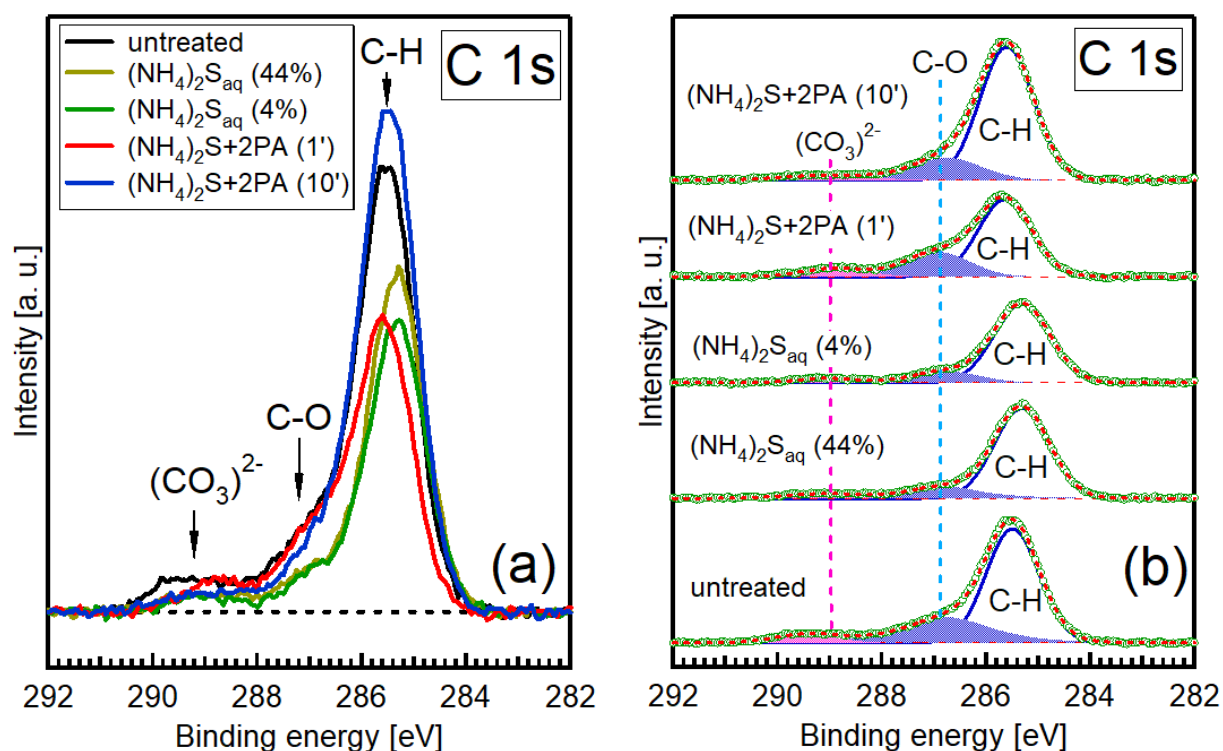 untreated
(NH4)2Saq (44%)
(NH4)2Saq (4%)
(NH4)2S+2PA (1')
(NH4)2S+2PA (10')
C-H
C 1s
C-O
(CO3)2-
(a)
Intensity [a. u.]
292 290 288 286 284 282
Binding energy [eV]
C 1s
C-O
(NH4)2S+2PA (10')
(CO3)2-
C-H
(NH4)2S+2PA (1')
C-H
(NH4)2Saq (4%)
C-H
(NH4)2Saq (44%)
C-H
untreated
C-H
(b)
Intensity [a. u.]
292 290 288 286 284 282
Binding energy [eV]